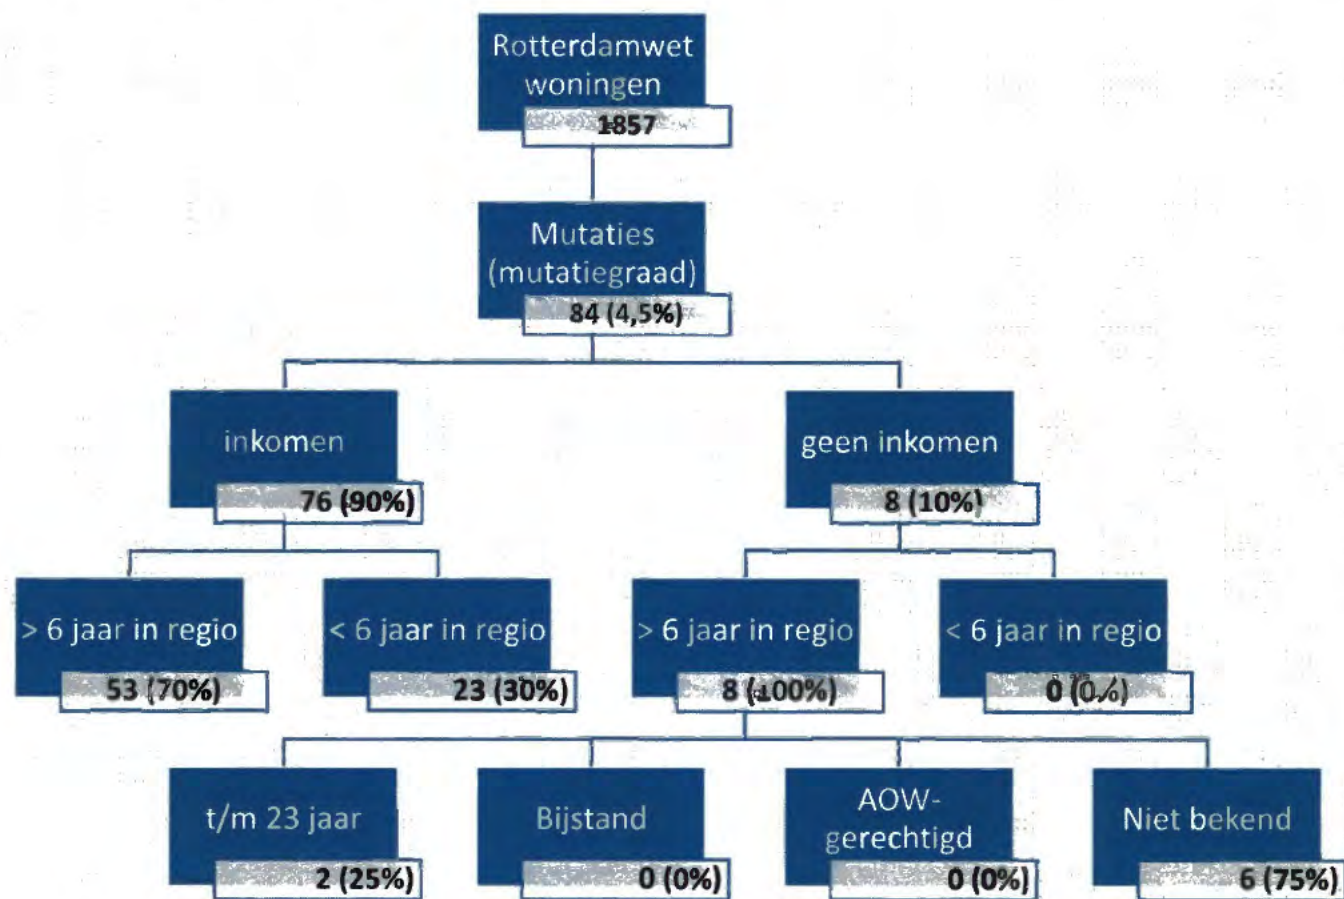 Rotterdamwet
woningen
1857
Mutaties
(mutatiegraad)
84 (4,5%)
inkomen
76 (90%)
geen inkomen
8 (10%)
> 6 jaar in regio
53 (70%)
< 6 jaar in regio
23 (30%)
> 6 jaar in regio
8 (100%)
< 6 jaar in regio
0 (0%)
t/m 23 jaar
2 (25%)
Bijstand
0 (0%)
AOW-
gerechtigd
0 (0%)
Niet bekend
6 (75%)